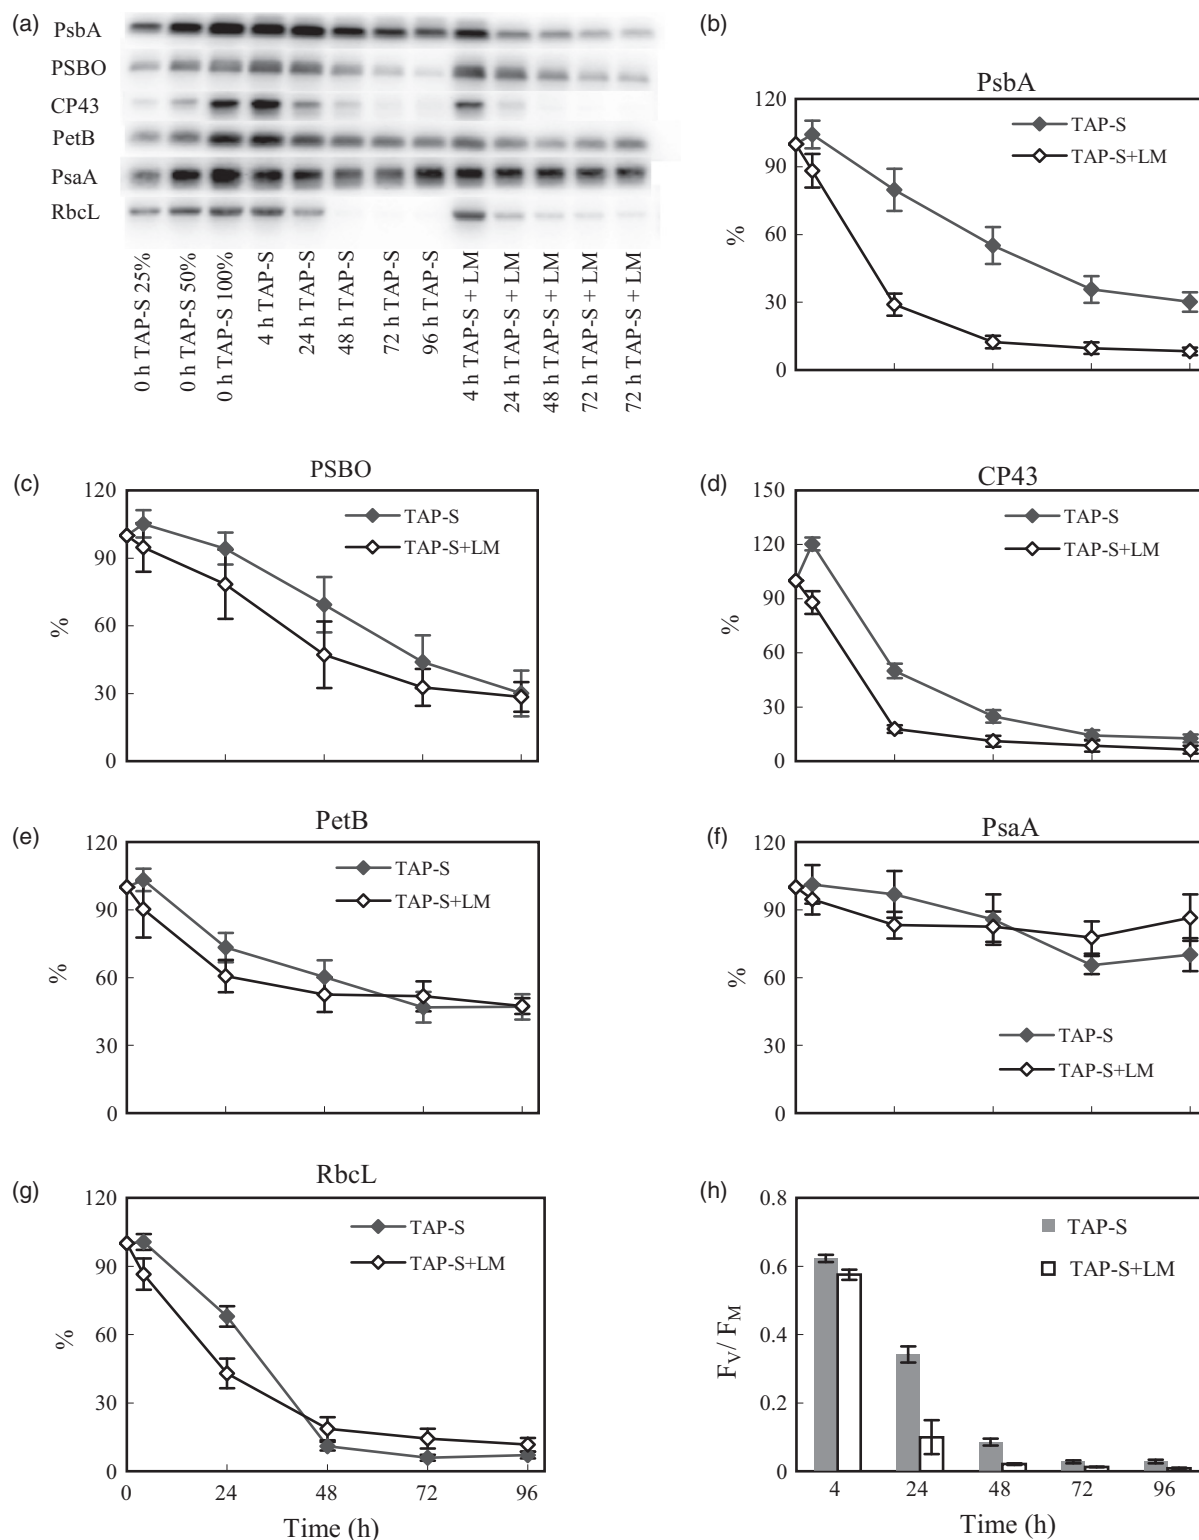 (a)
PsbA
PSBO
CP43
PetB
PsaA
RbcL
0 h TAP-S 25%
0 h TAP-S 50%
0 h TAP-S 100%
4 h TAP-S
24 h TAP-S
48 h TAP-S
72 h TAP-S
96 h TAP-S
4 h TAP-S + LM
24 h TAP-S + LM
48 h TAP-S + LM
72 h TAP-S + LM
72 h TAP-S + LM
(b)
PsbA
120
90
60
30
0
%
TAP-S
TAP-S+LM
(c)
PSBO
120
90
60
30
0
%
TAP-S
TAP-S+LM
(d)
CP43
150
120
90
60
30
0
%
TAP-S
TAP-S+LM
(e)
PetB
120
90
60
30
0
%
TAP-S
TAP-S+LM
(f)
PsaA
120
90
60
30
0
%
TAP-S
TAP-S+LM
(g)
RbcL
120
90
60
30
0
%
TAP-S
TAP-S+LM
0 24 48 72 96
Time (h)
(h)
0.8
0.6
0.4
0.2
0
FV/ FM
TAP-S
TAP-S+LM
4 24 48 72 96
Time (h)